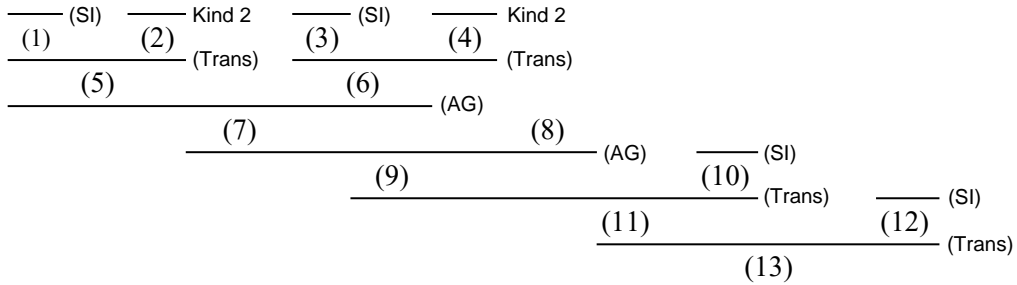 (SI) Kind 2 (SI) Kind 2
(1) (2) (3) (4)
(Trans) (Trans)
(5) (6)
(AG)
(7) (8)
(AG) (SI)
(9) (10)
(Trans) (SI)
(11) (12)
(Trans)
(13)